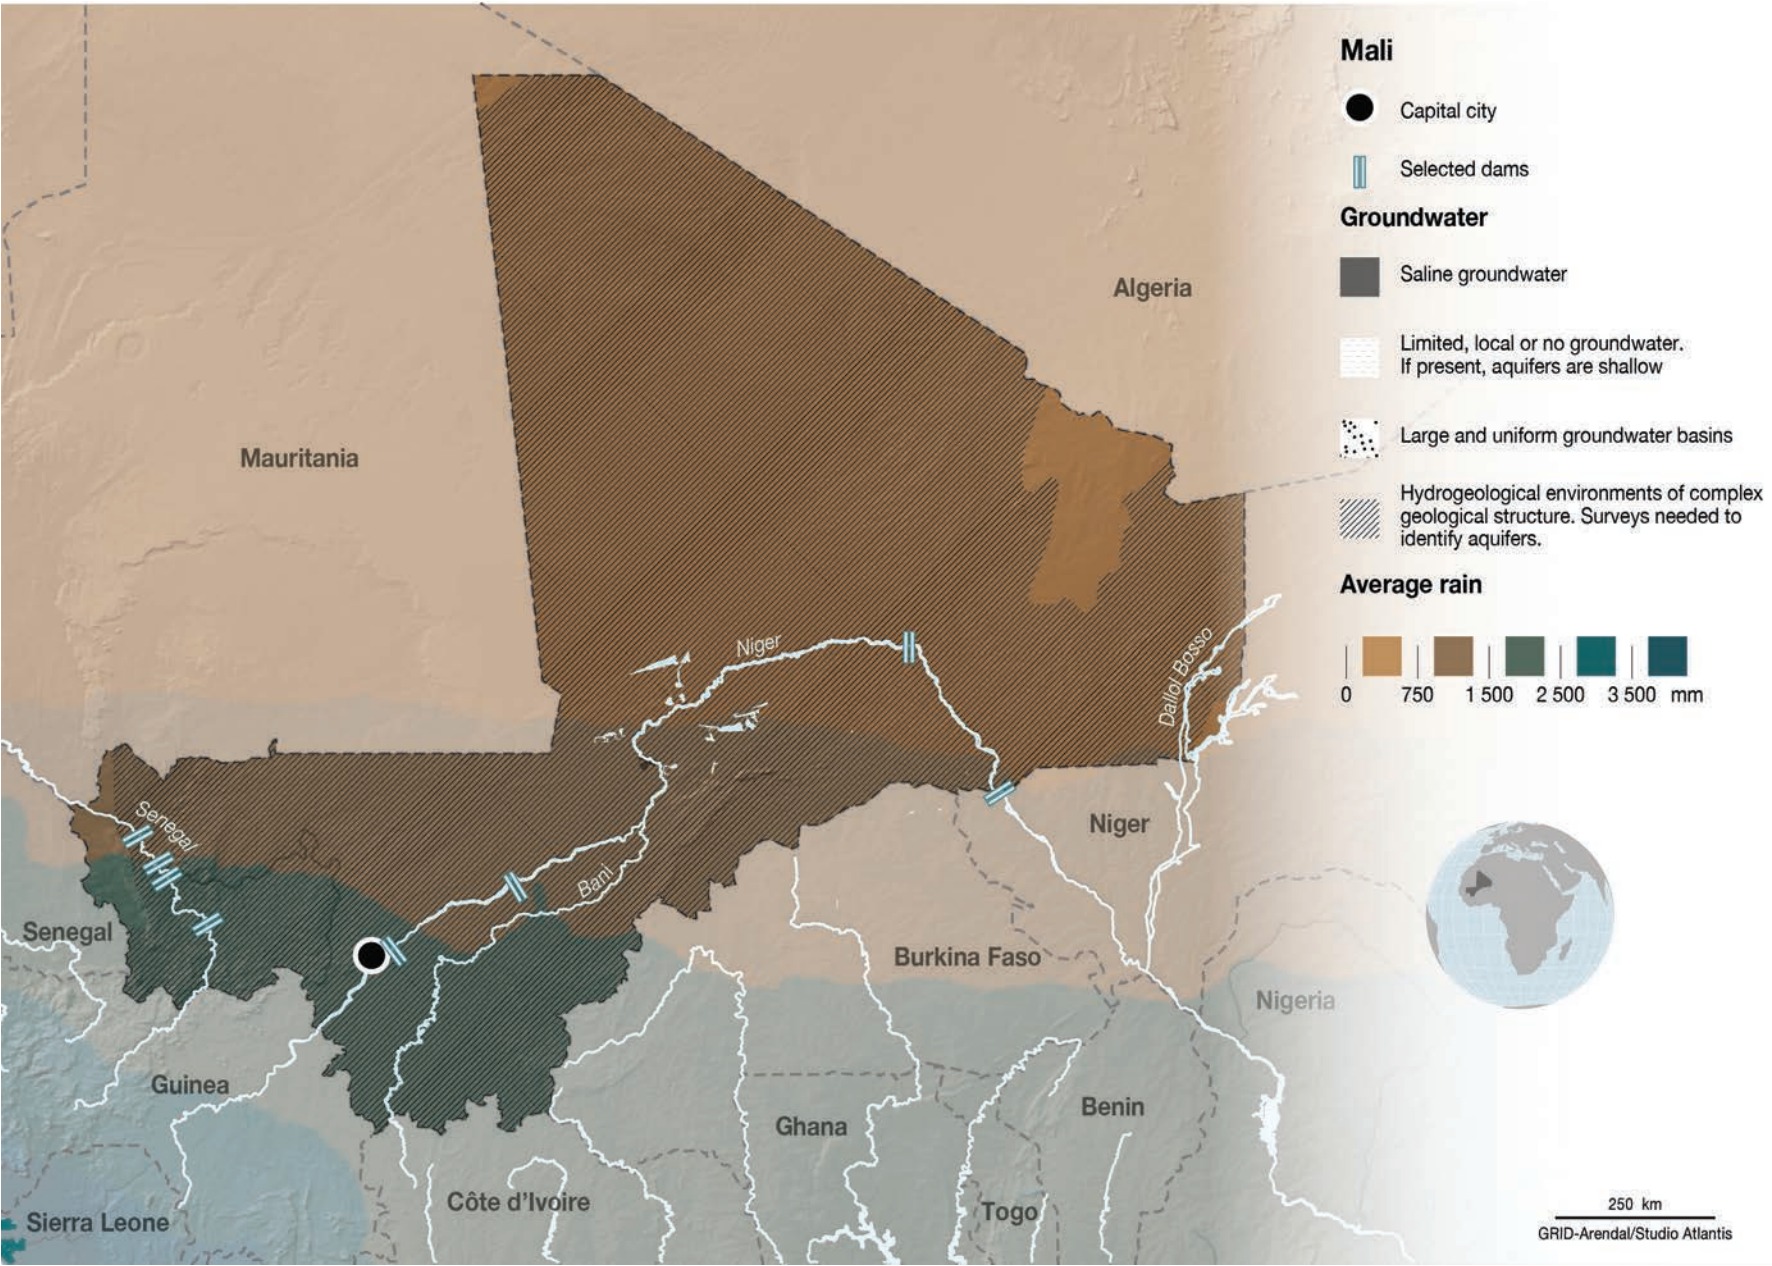 Mali
Capital city
Selected dams
Groundwater
Saline groundwater
Limited, local or no groundwater.
If present, aquifers are shallow
Large and uniform groundwater basins
Hydrogeological environments of complex
geological structure. Surveys needed to
identify aquifers.
Average rain
0 750 1 500 2 500 3 500 mm
Algeria
Mauritania
Niger
Dallol Bosso
Senegal
Bani
Niger
Senegal
Burkina Faso
Nigeria
Guinea
Ghana
Benin
Côte d'Ivoire
Togo
Sierra Leone
250 km
GRID-Arendal/Studio Atlantis